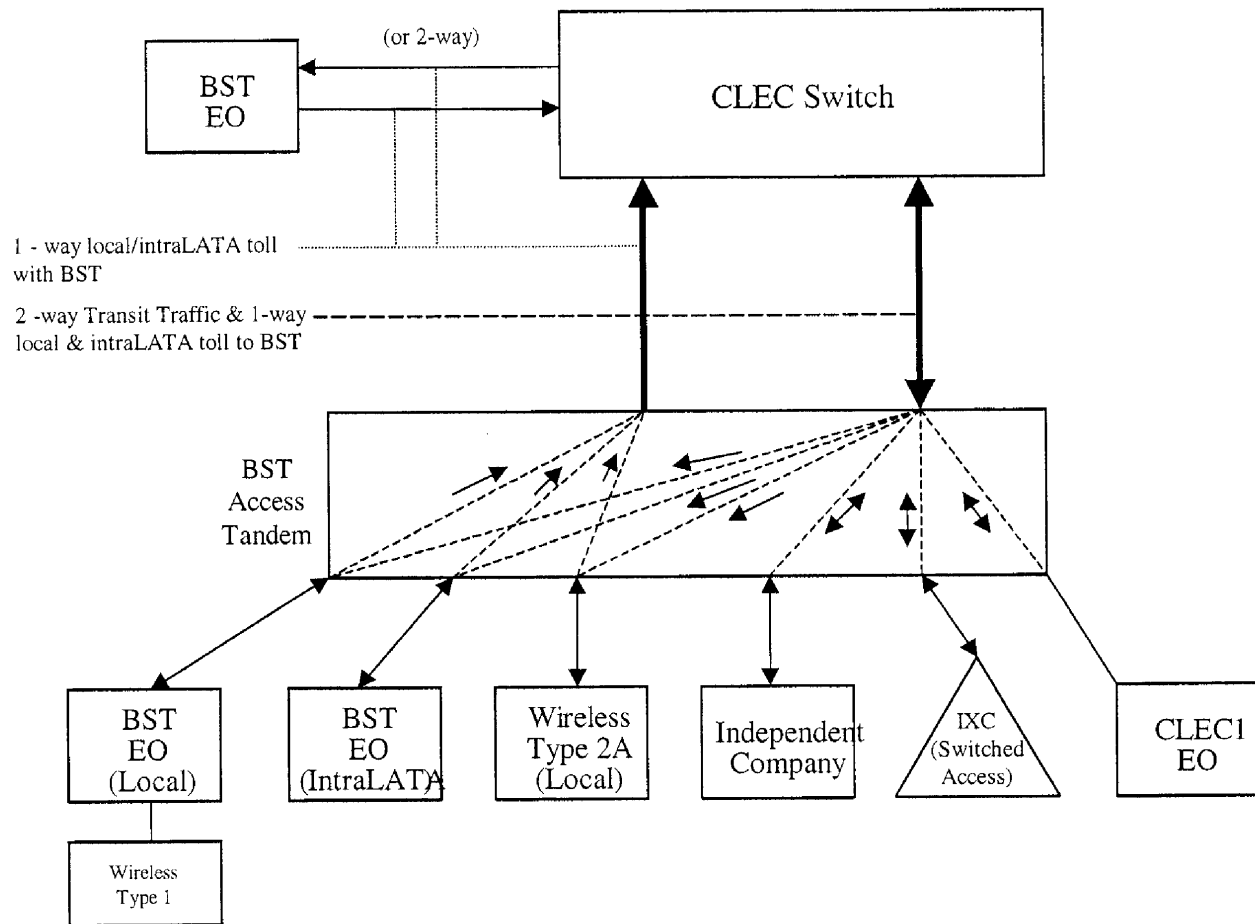 (or 2-way)
BST
EO
CLEC Switch
1 - way local/intraLATA toll
with BST
2 -way Transit Traffic & 1-way
local & intraLATA toll to BST
BST
Access
Tandem
BST
EO
(Local)
BST
EO
(IntraLATA
Wireless
Type 2A
(Local)
Independent
Company
IXC
(Switched
Access)
CLEC1
EO
Wireless
Type 1